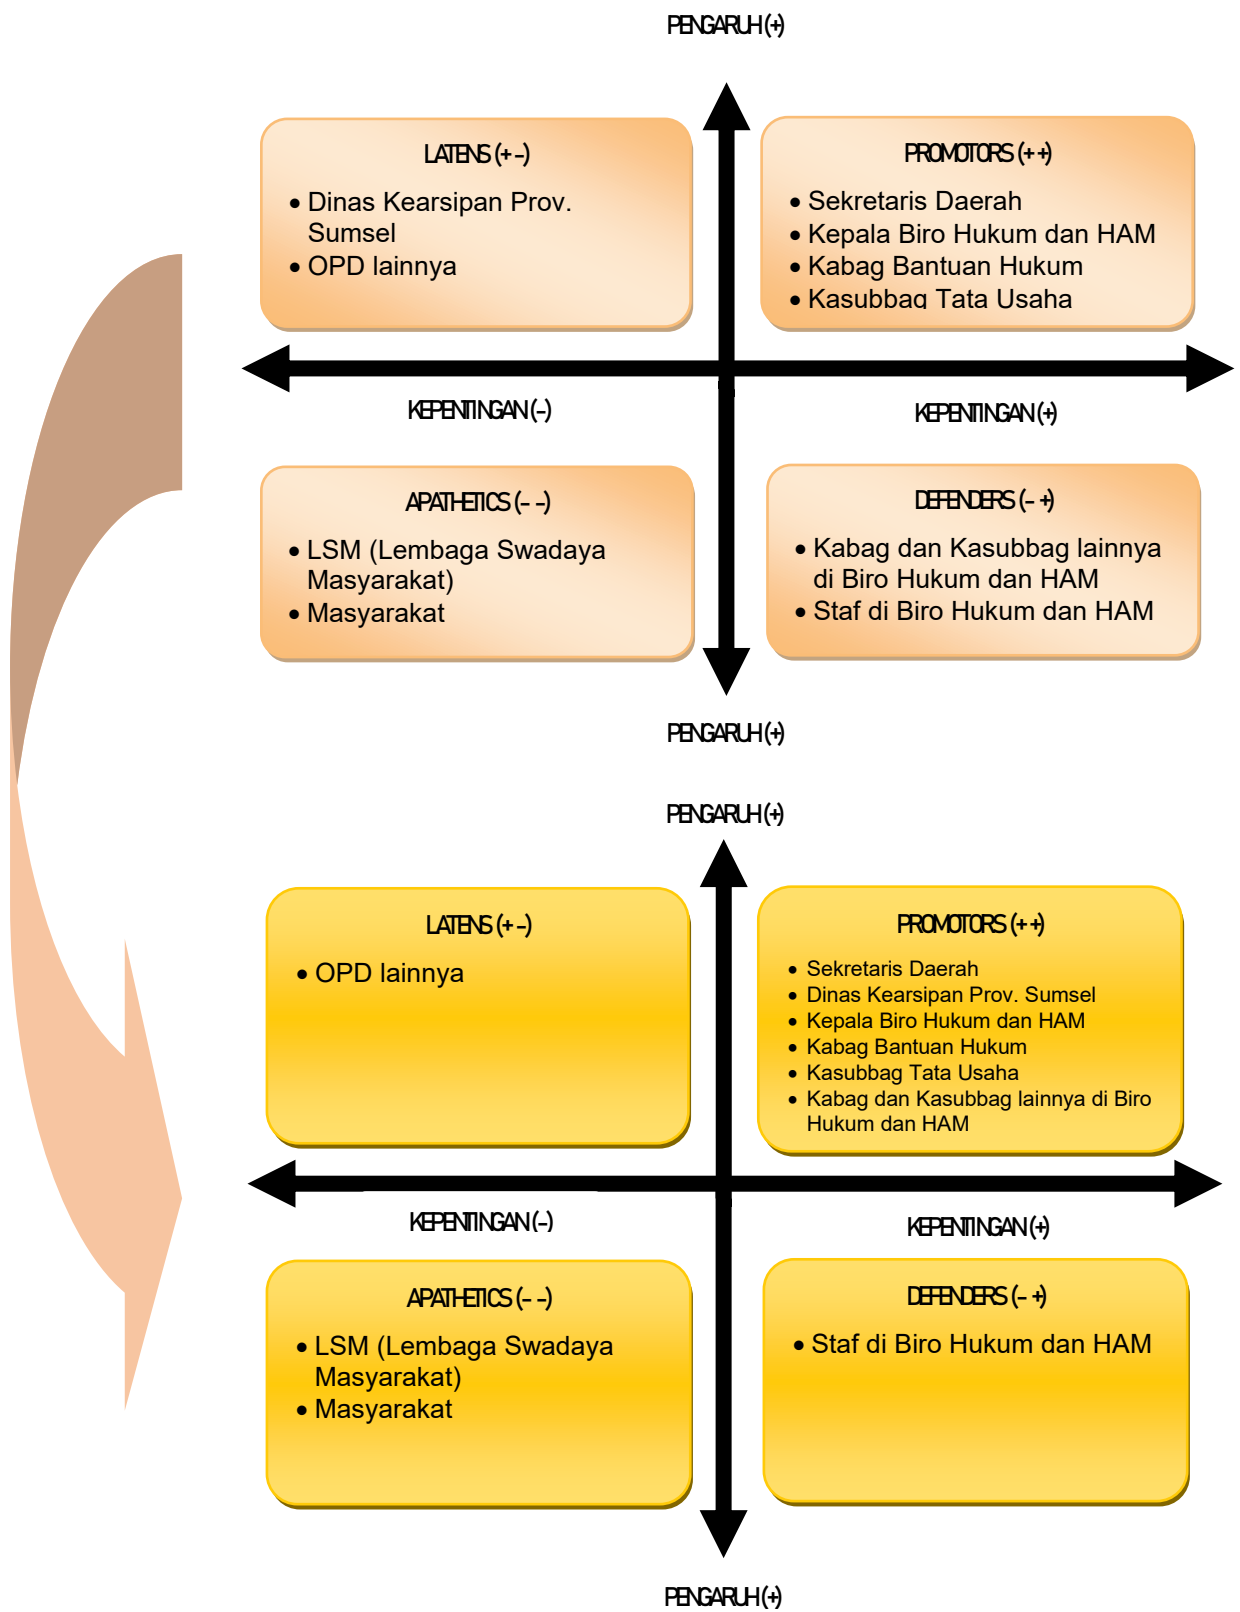 PENGARUH (+)
LATENS (+ -)
• Dinas Kearsipan Prov.
Sumsel
• OPD lainnya
PROMOTORS (+ +)
• Sekretaris Daerah
• Kepala Biro Hukum dan HAM
• Kabag Bantuan Hukum
• Kasubbag Tata Usaha
KEPENTINGAN (-)
KEPENTINGAN (+)
APATHETICS (- -)
• LSM (Lembaga Swadaya
Masyarakat)
• Masyarakat
DEFENDERS (- +)
• Kabag dan Kasubbag lainnya
di Biro Hukum dan HAM
• Staf di Biro Hukum dan HAM
PENGARUH (+)
PENGARUH (+)
LATENS (+ -)
• OPD lainnya
PROMOTORS (+ +)
• Sekretaris Daerah
• Dinas Kearsipan Prov. Sumsel
• Kepala Biro Hukum dan HAM
• Kabag Bantuan Hukum
• Kasubbag Tata Usaha
• Kabag dan Kasubbag lainnya di Biro
Hukum dan HAM
KEPENTINGAN (-)
KEPENTINGAN (+)
APATHETICS (- -)
• LSM (Lembaga Swadaya
Masyarakat)
• Masyarakat
DEFENDERS (- +)
• Staf di Biro Hukum dan HAM
PENGARUH (+)